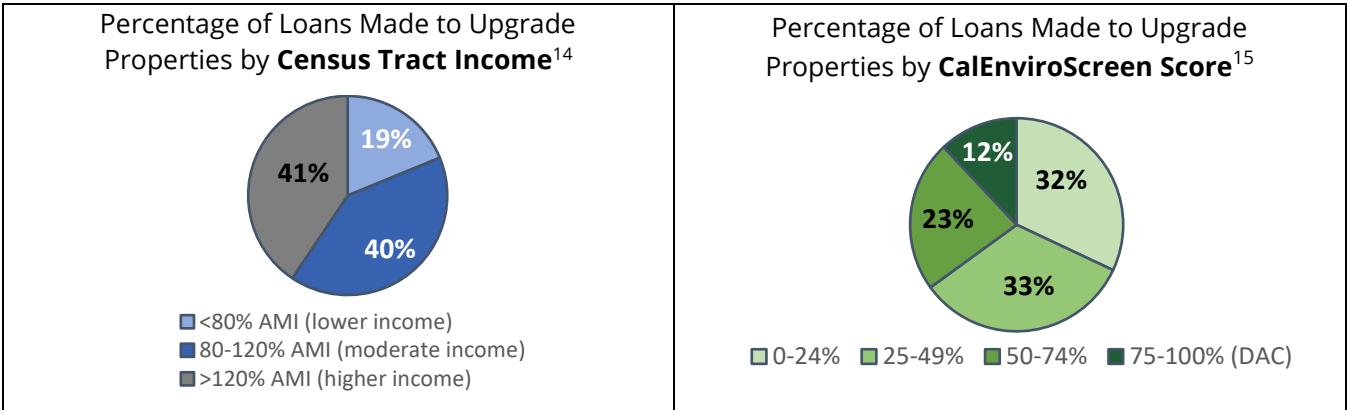 Percentage of Loans Made to Upgrade
Properties by Census Tract Income14
19%
41%
40%
<80% AMI (lower income)
80-120% AMI (moderate income)
>120% AMI (higher income)
Percentage of Loans Made to Upgrade
Properties by CalEnviroScreen Score15
12%
32%
23%
33%
0-24% 25-49% 50-74% 75-100% (DAC)